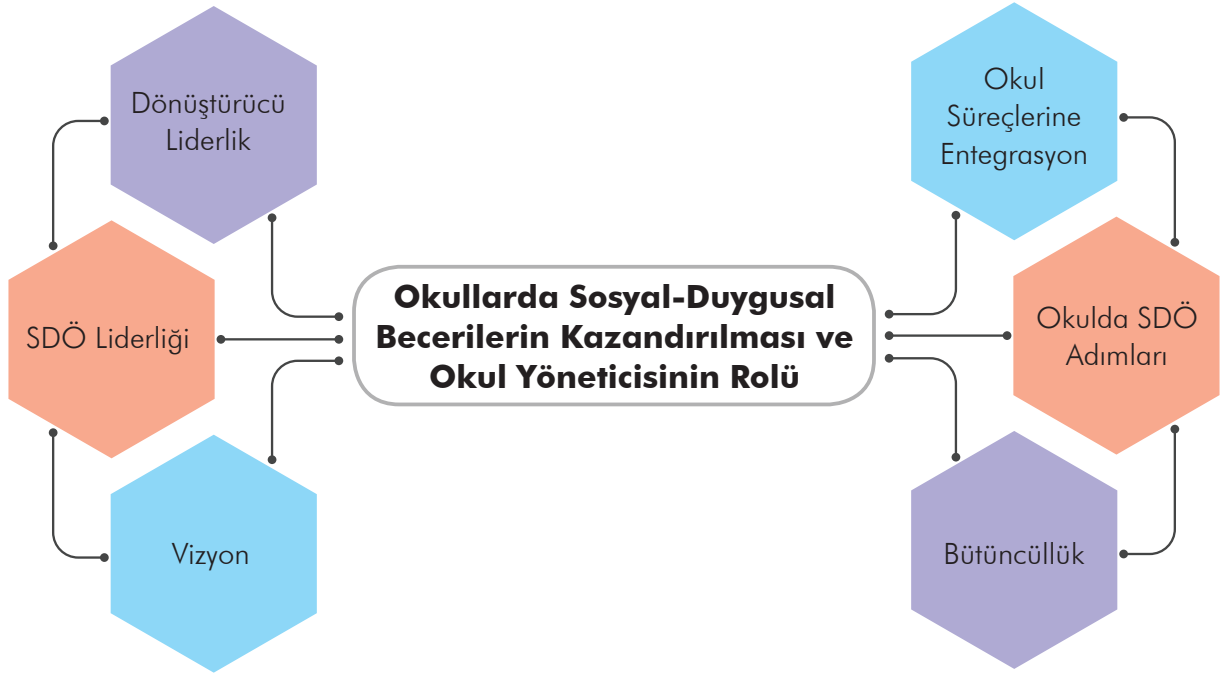 Dönüştürücü
Liderlik
SDÖ Liderliği
Vizyon
Okullarda Sosyal-Duygusal
Becerilerin Kazandırılması ve
Okul Yöneticisinin Rolü
Okul
Süreçlerine
Entegrasyon
Okulda SDÖ
Adımları
Bütüncüllük